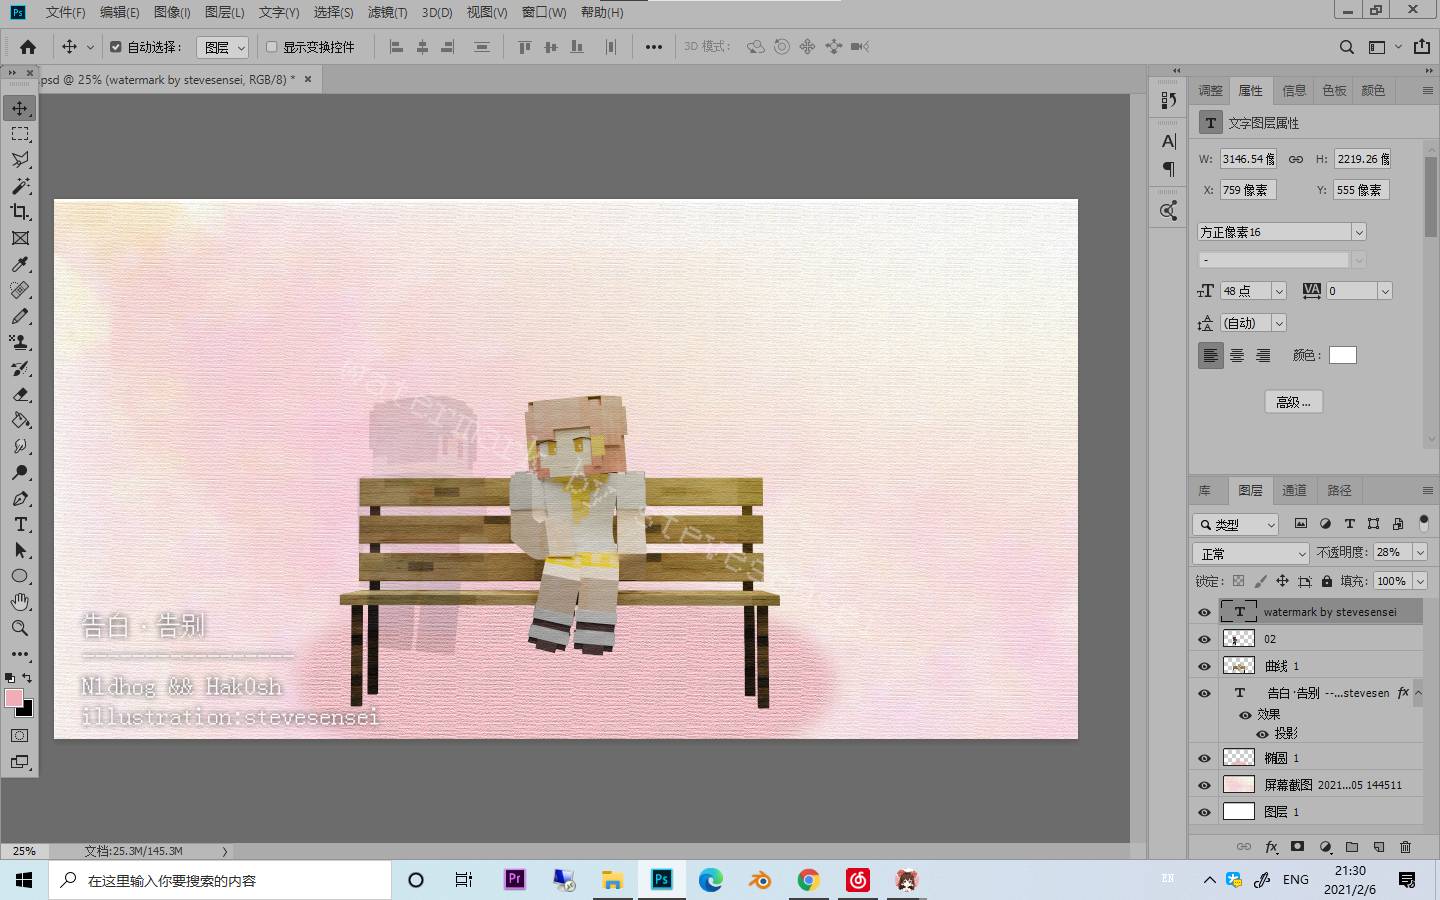 Ps 文件(F) 编辑(E) 图像(I) 图层(L) 文字(Y) 选择(S) 滤镜(T) 3D(D) 视图(V) 窗口(W) 帮助(H)
自动选择： 图层 显示变换控件 3D 模式：
.psd @ 25% (watermark by stevesensei, RGB/8) * ×
调整 属性 信息 色板 颜色
T 文字图层属性
W: 3146.54 像 H: 2219.26 像
X: 759 像素 Y: 555 像素
方正像素16
-
48 点 VA 0
(自动)
颜色：
高级...
watermark by steves
告白·告别
--------------------
Nldhog && HakOsh
illustration:stevesensei
库 图层 通道 路径
类型
正常 不透明度： 28%
锁定： 填充： 100%
T watermark by stevesensei
02
曲线 1
T 告白·告别 --...stevesen fx
效果
投影
椭圆 1
屏幕截图 2021...05 144511
图层 1
25% 文档:25.3M/145.3M
fx
在这里输入你要搜索的内容
Pr Ps
EN
ENG
21:30
2021/2/6